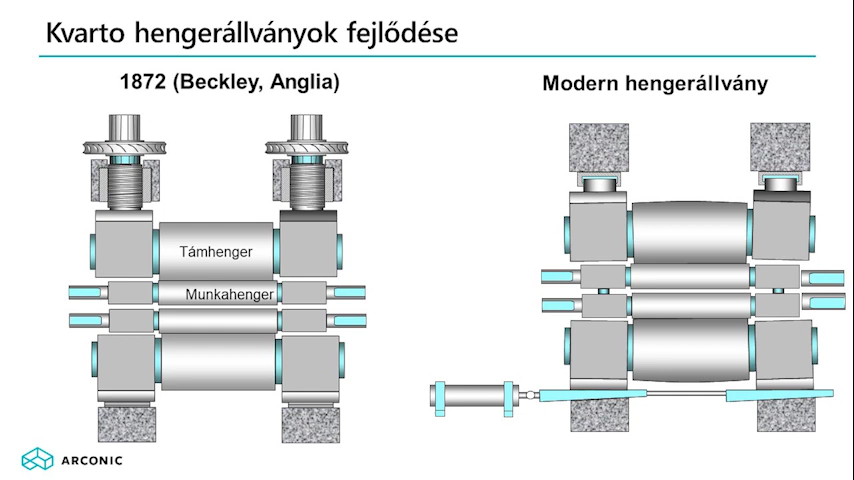 Kvarto hengerállványok fejlődése
1872 (Beckley, Anglia)
Modern hengerállvány
Támhenger
Munkahenger
ARCONIC